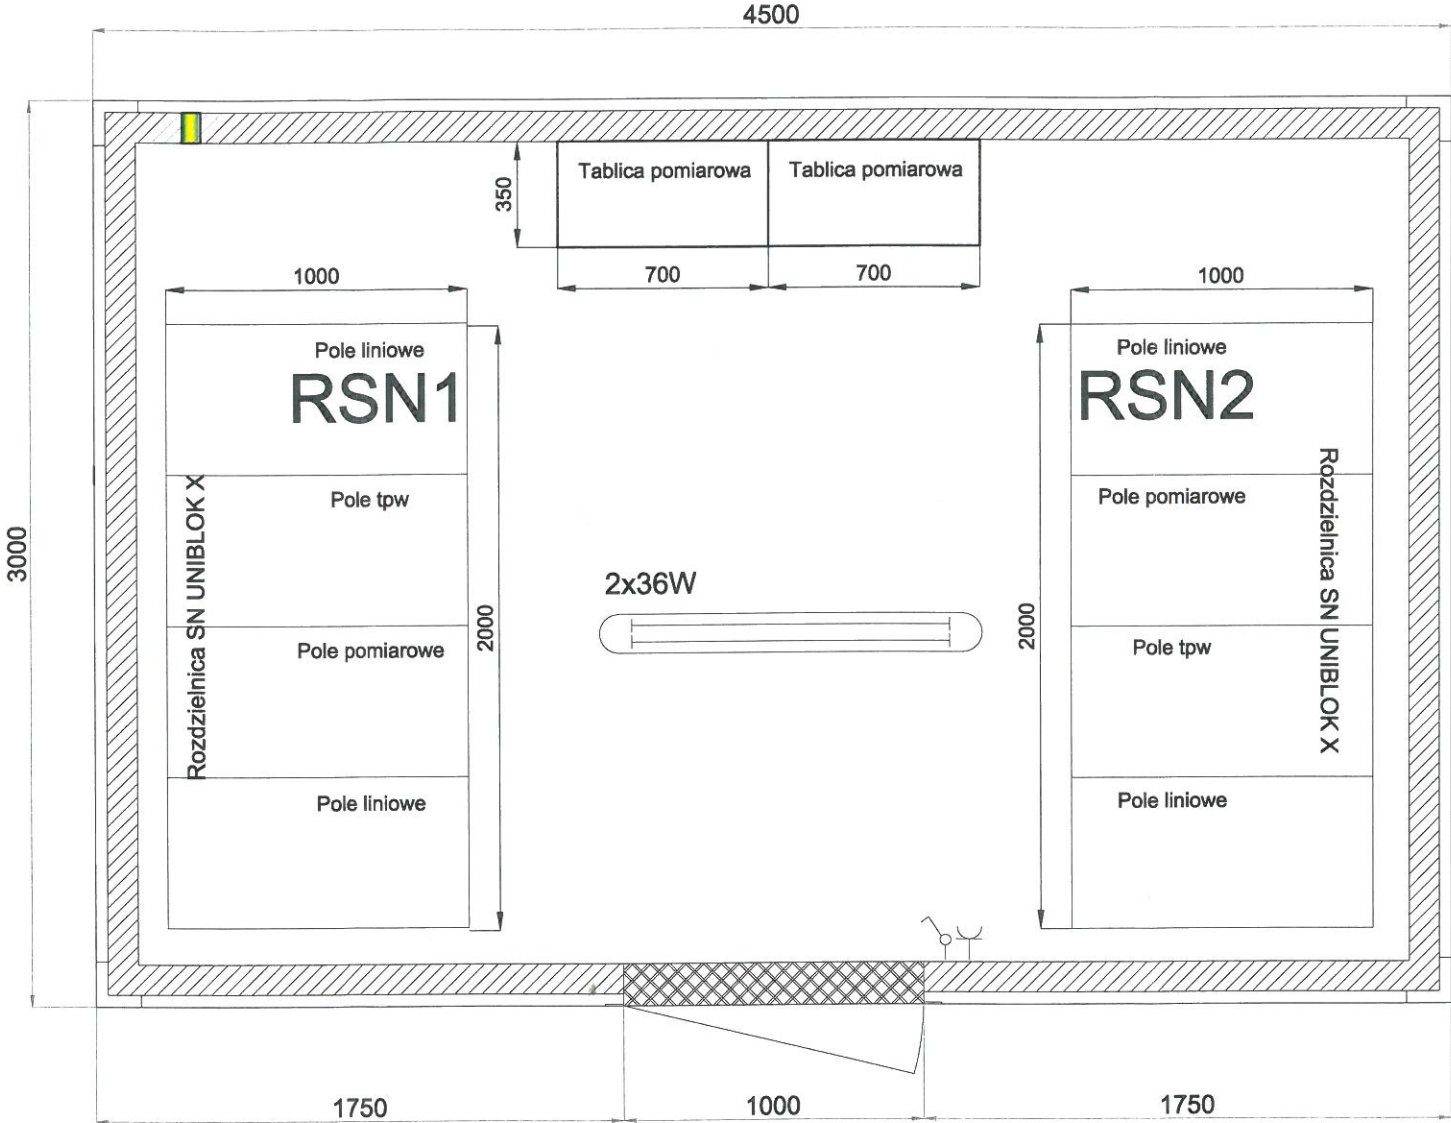 4500
3000
Tablica pomiarowa
Tablica pomiarowa
350
700
700
1000
1000
Pole liniowe
RSN1
Pole tpw
Pole pomiarowe
Pole liniowe
Rozdzielnica SN UNIBLOK X
2000
2x36W
2000
Pole liniowe
RSN2
Pole pomiarowe
Pole tpw
Pole liniowe
Rozdzielnica SN UNIBLOK X
1750
1000
1750